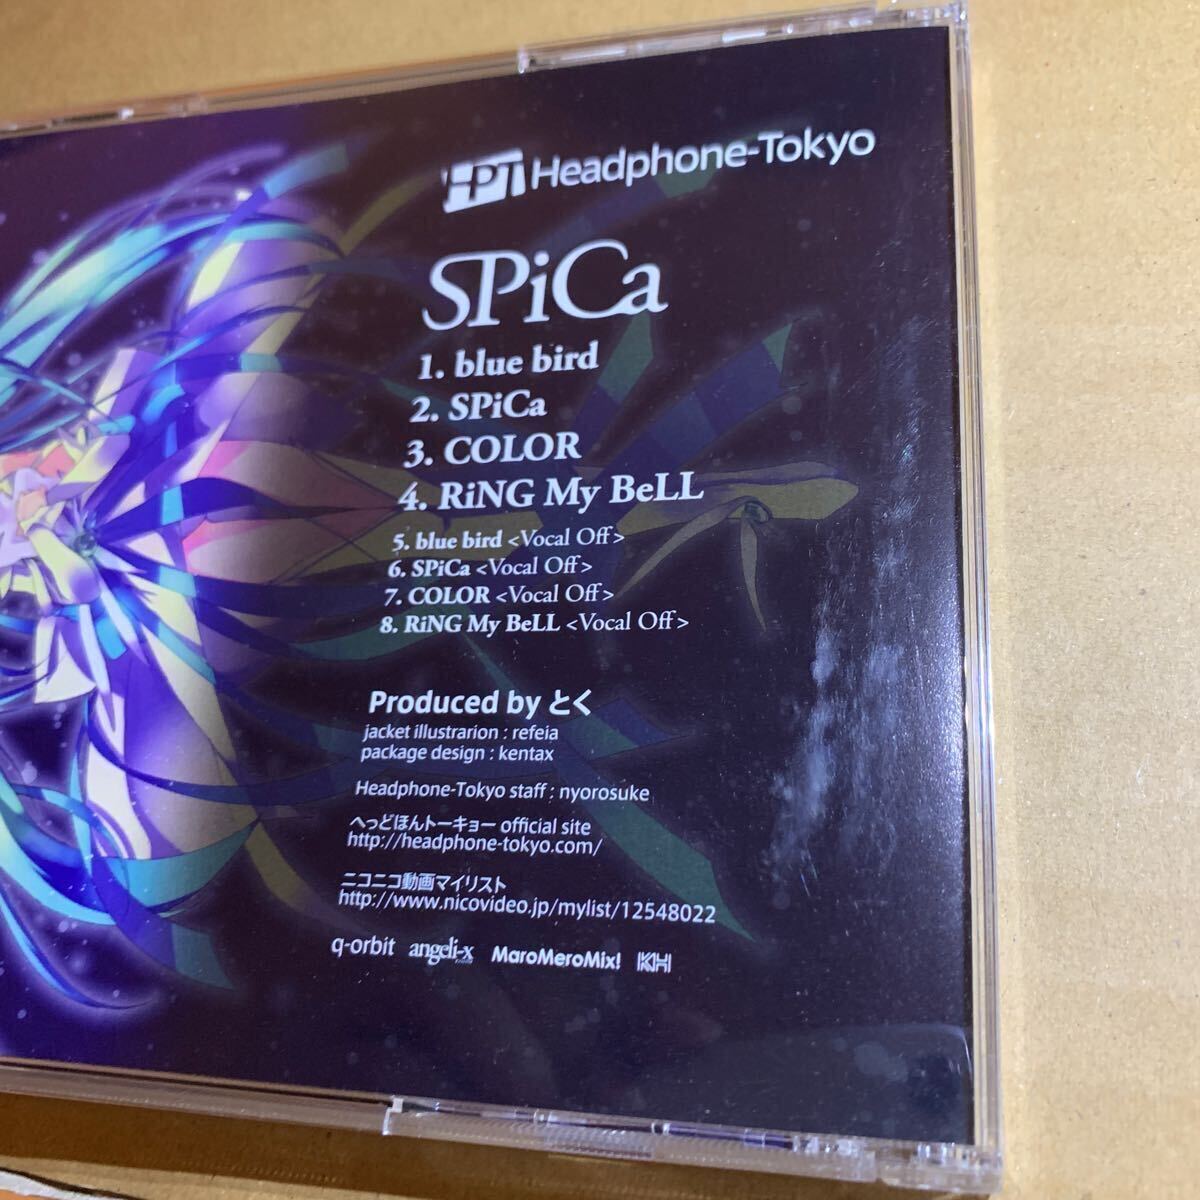 HPT Headphone-Tokyo
SPiCa
1. blue bird
2. SPiCa
3. COLOR
4. RiNG My BeLL
5. blue bird <Vocal Off>
6. SPiCa <Vocal Off>
7. COLOR <Vocal Off>
8. RiNG My BeLL <Vocal Off>
Produced by とく
jacket illustrarion : refeia
package design : kentax
Headphone-Tokyo staff : nyorosuke
へっどほんトーキョー official site
http://headphone-tokyo.com/
ニコニコ動画マイリスト
http://www.nicovideo.jp/mylist/12548022
q-orbit angeli-x MaroMeroMix! KH